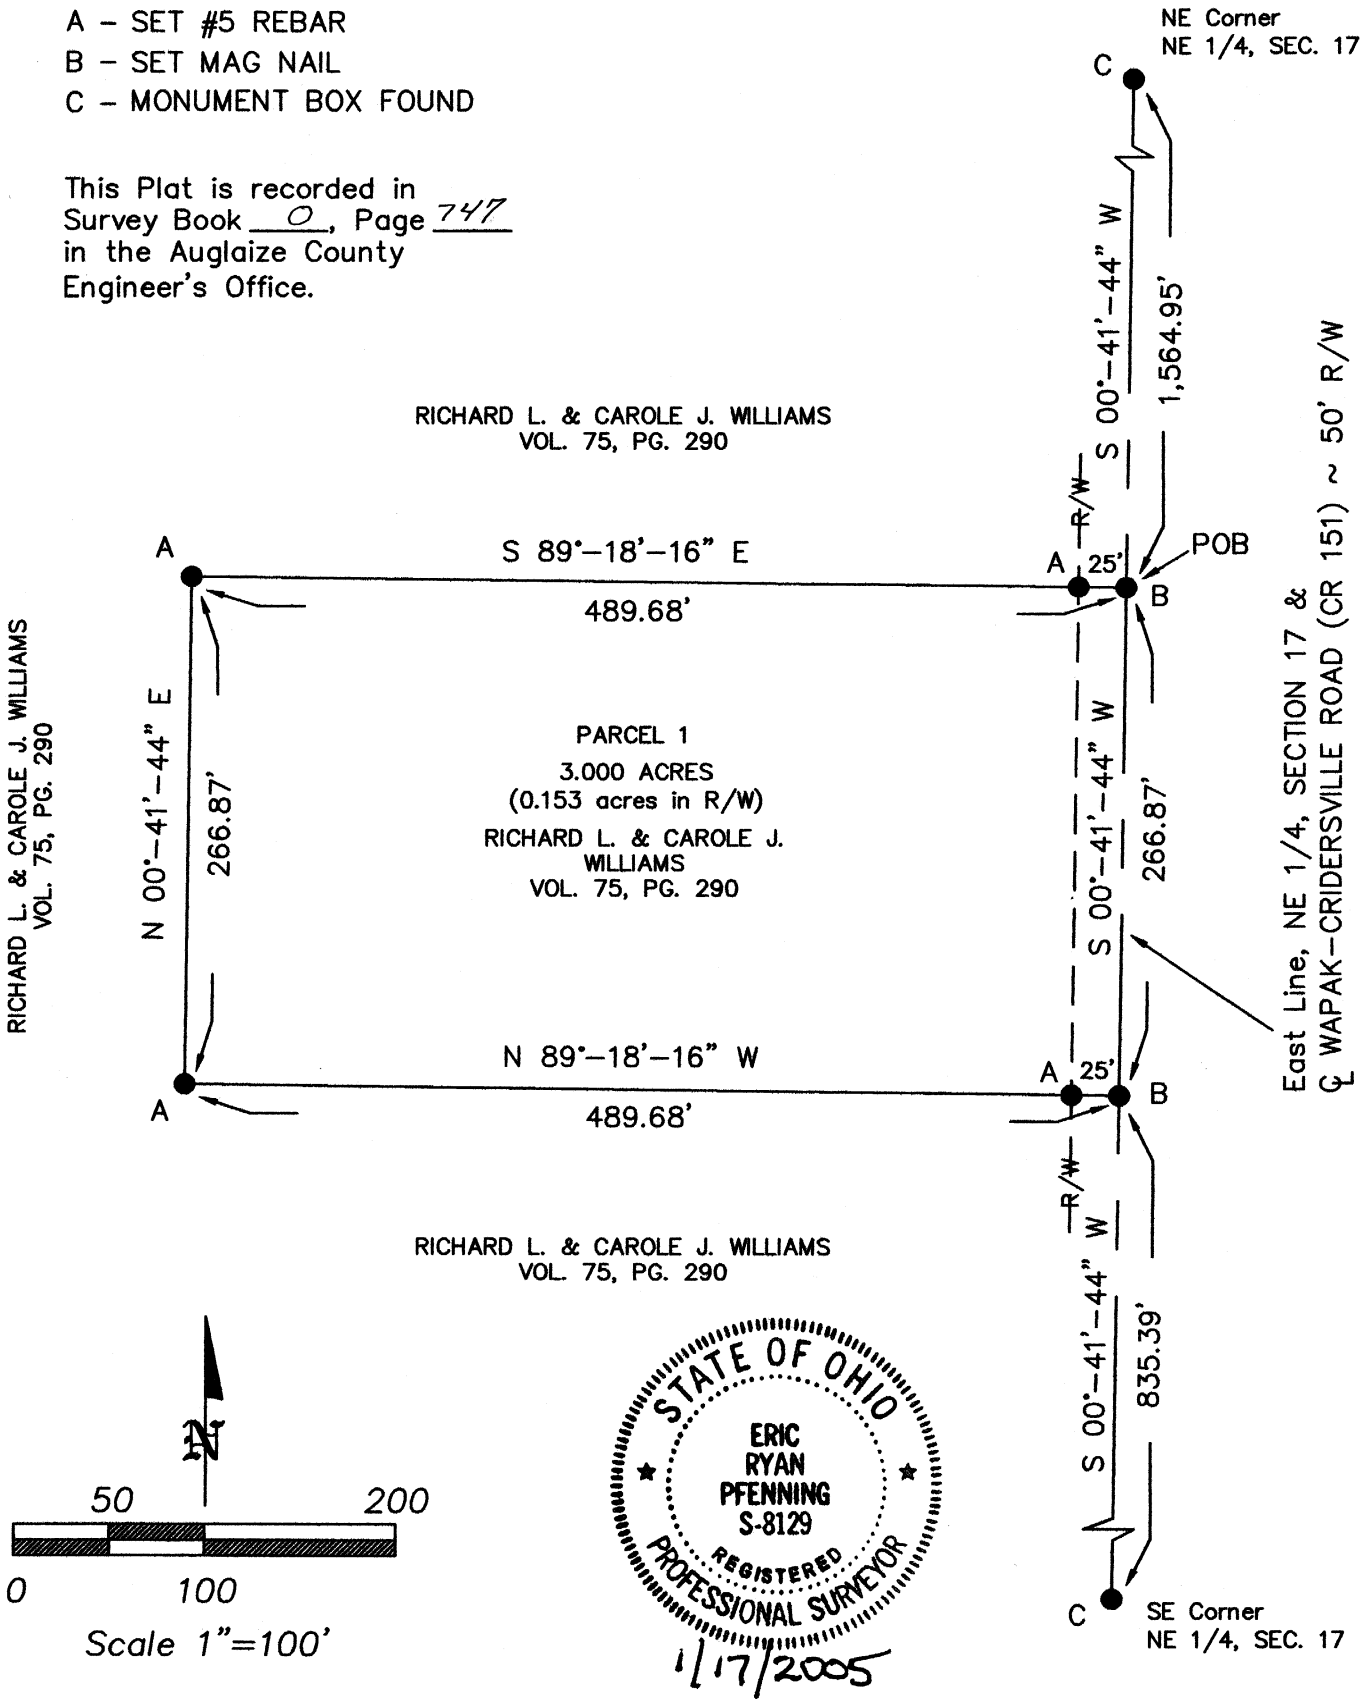 A - SET #5 REBAR
B - SET MAG NAIL
C - MONUMENT BOX FOUND
This Plat is recorded in
Survey Book O, Page 747
in the Auglaize County
Engineer's Office.
NE Corner
NE 1/4, SEC. 17
C
S 00°-41'-44" W
1,564.95'
RICHARD L. & CAROLE J. WILLIAMS
VOL. 75, PG. 290
R/W
A
S 89°-18'-16" E
489.68'
A
25'
POB
B
RICHARD L. & CAROLE J. WILLIAMS
VOL. 75, PG. 290
N 00°-41'-44" E
266.87'
PARCEL 1
3.000 ACRES
(0.153 acres in R/W)
RICHARD L. & CAROLE J.
WILLIAMS
VOL. 75, PG. 290
S 00°-41'-44" W
266.87'
East Line, NE 1/4, SECTION 17 &
CL WAPAK-CRIDERSVILLE ROAD (CR 151) ~ 50' R/W
A
N 89°-18'-16" W
489.68'
A
25'
B
R/W
RICHARD L. & CAROLE J. WILLIAMS
VOL. 75, PG. 290
S 00°-41'-44" W
835.39'
N
50 200
0 100
Scale 1"=100'
STATE OF OHIO
ERIC
RYAN
PFENNING
S-8129
REGISTERED
PROFESSIONAL SURVEYOR
1/17/2005
C
SE Corner
NE 1/4, SEC. 17